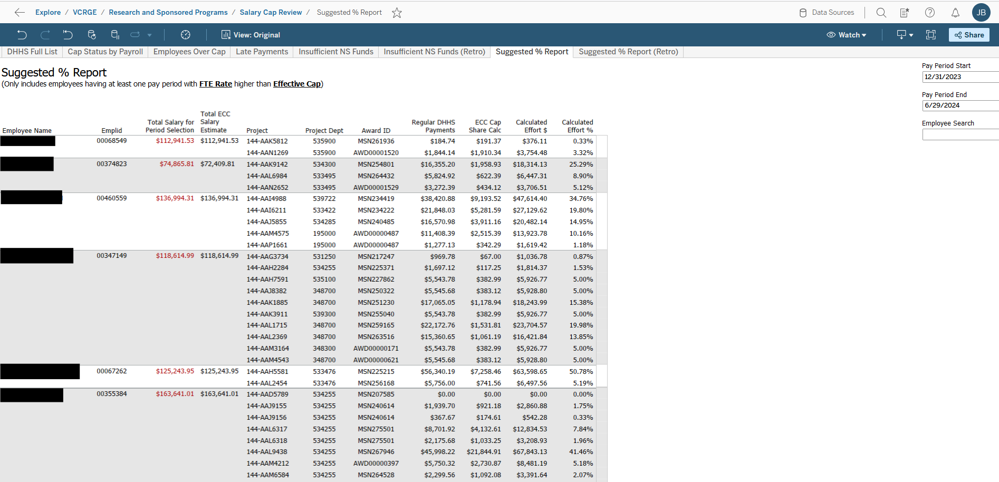 Explore / VCRGE / Research and Sponsored Programs / Salary Cap Review / Suggested % Report
Data Sources
JB
View: Original
Watch
Share
DHHS Full List
Cap Status by Payroll
Employees Over Cap
Late Payments
Insufficient NS Funds
Insufficient NS Funds (Retro)
Suggested % Report
Suggested % Report (Retro)
Suggested % Report
(Only includes employees having at least one pay period with FTE Rate higher than Effective Cap)
Pay Period Start
12/31/2023
Pay Period End
6/29/2024
Employee Search
Employee Name Emplid Total Salary for Period Selection Total ECC Salary Estimate Project Project Dept Award ID Regular DHHS Payments ECC Cap Share Calc Calculated Effort $ Calculated Effort %
00068549 $112,941.53 $112,941.53 144-AAK5812 535900 MSN261936 $184.74 $191.37 $376.11 0.33%
144-AAN1269 535900 AWD00001520 $1,844.14 $1,910.34 $3,754.48 3.32%
00374823 $74,865.81 $72,409.81 144-AAK9142 534300 MSN254801 $16,355.20 $1,958.93 $18,314.13 25.29%
144-AAL6984 533495 MSN264432 $5,824.92 $622.39 $6,447.31 8.90%
144-AAN2652 533495 AWD00001529 $3,272.39 $434.12 $3,706.51 5.12%
00460559 $136,994.31 $136,994.31 144-AAI4988 539722 MSN234419 $38,420.88 $9,193.52 $47,614.40 34.76%
144-AAI6211 533422 MSN234222 $21,848.03 $5,281.59 $27,129.62 19.80%
144-AAJ5855 534285 MSN240485 $16,570.98 $3,911.16 $20,482.14 14.95%
144-AAM4575 195000 AWD00000487 $11,408.39 $2,515.39 $13,923.78 10.16%
144-AAP1661 195000 AWD00000487 $1,277.13 $342.29 $1,619.42 1.18%
00347149 $118,614.99 $118,614.99 144-AAG3734 531250 MSN217247 $969.78 $67.00 $1,036.78 0.87%
144-AAH2284 534255 MSN225371 $1,697.12 $117.25 $1,814.37 1.53%
144-AAH7591 535100 MSN227862 $5,543.78 $382.99 $5,926.77 5.00%
144-AAJ8382 348700 MSN250322 $5,545.68 $383.12 $5,928.80 5.00%
144-AAK1885 348700 MSN251230 $17,065.05 $1,178.94 $18,243.99 15.38%
144-AAK3911 539300 MSN255040 $5,543.78 $382.99 $5,926.77 5.00%
144-AAL1715 348700 MSN259165 $22,172.76 $1,531.81 $23,704.57 19.98%
144-AAL2369 348700 MSN263516 $15,360.65 $1,061.19 $16,421.84 13.85%
144-AAM3164 348300 AWD00000171 $5,543.78 $382.99 $5,926.77 5.00%
144-AAM4543 348700 AWD00000621 $5,545.68 $383.12 $5,928.80 5.00%
00067262 $125,243.95 $125,243.95 144-AAH5581 533476 MSN225215 $56,340.19 $7,258.46 $63,598.65 50.78%
144-AAL2454 533476 MSN256168 $5,756.00 $741.56 $6,497.56 5.19%
00355384 $163,641.01 $163,641.01 144-AAD5789 534255 MSN207585 $0.00 $0.00 $0.00 0.00%
144-AAJ9155 534255 MSN240614 $1,939.70 $921.18 $2,860.88 1.75%
144-AAJ9156 534255 MSN240614 $367.67 $174.61 $542.28 0.33%
144-AAL6317 534255 MSN275501 $8,701.92 $4,132.61 $12,834.53 7.84%
144-AAL6318 534255 MSN275501 $2,175.68 $1,033.25 $3,208.93 1.96%
144-AAL9438 534255 MSN267946 $45,998.22 $21,844.91 $67,843.13 41.46%
144-AAM4212 534255 AWD00000397 $5,750.32 $2,730.87 $8,481.19 5.18%
144-AAM6584 534255 MSN264528 $2,299.56 $1,092.08 $3,391.64 2.07%